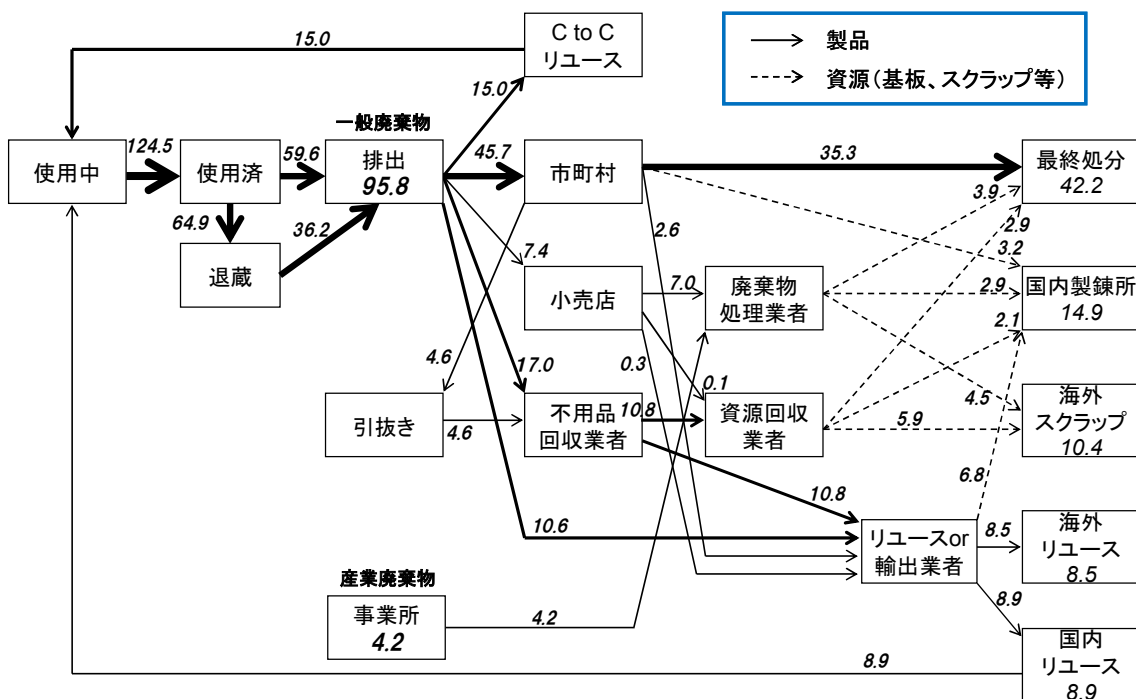 15.0
C to C
リユース
製品
資源(基板、スクラップ等)
15.0
一般廃棄物
使用中
124.5
使用済
59.6
排出
95.8
45.7
市町村
35.3
最終処分
42.2
64.9
36.2
退蔵
7.4
2.6
3.9
2.9
3.2
小売店
7.0
廃棄物
処理業者
2.9
国内製錬所
14.9
2.1
4.6
17.0
0.3
0.1
4.5
引抜き
4.6
不用品
回収業者
10.8
資源回収
業者
5.9
海外
スクラップ
10.4
6.8
10.8
10.6
リユースor
輸出業者
8.5
海外
リユース
8.5
産業廃棄物
事業所
4.2
4.2
8.9
国内
リユース
8.9
8.9